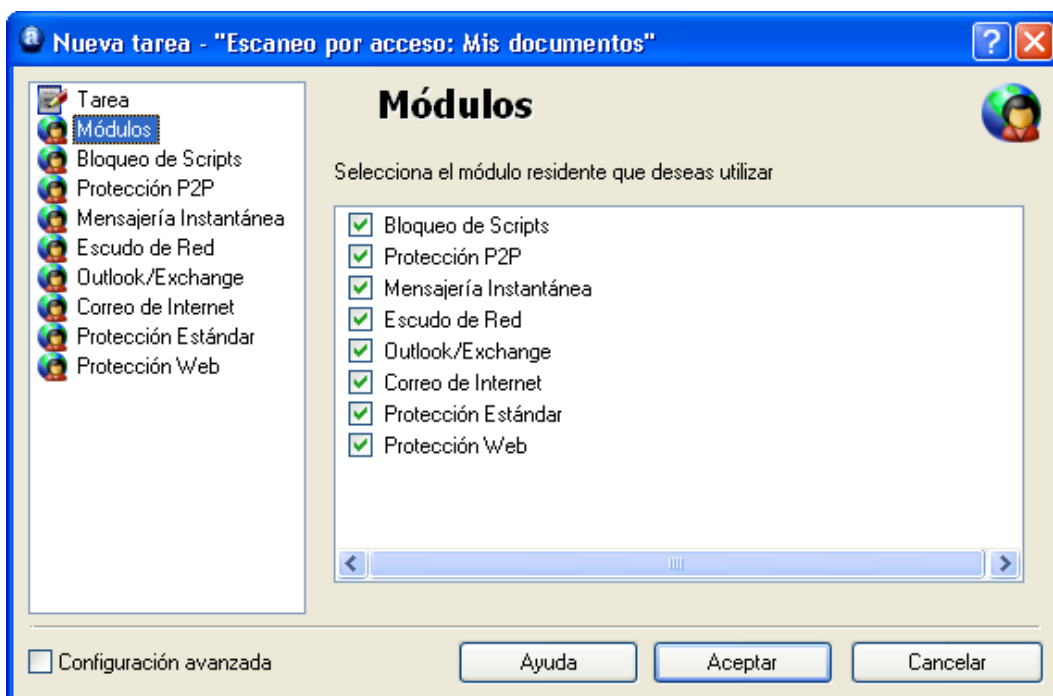 Nueva tarea - "Escaneo por acceso: Mis documentos"
Tarea
Módulos
Bloqueo de Scripts
Protección P2P
Mensajería Instantánea
Escudo de Red
Outlook/Exchange
Correo de Internet
Protección Estándar
Protección Web
Módulos
Selecciona el módulo residente que deseas utilizar
Bloqueo de Scripts
Protección P2P
Mensajería Instantánea
Escudo de Red
Outlook/Exchange
Correo de Internet
Protección Estándar
Protección Web
Configuración avanzada
Ayuda
Aceptar
Cancelar